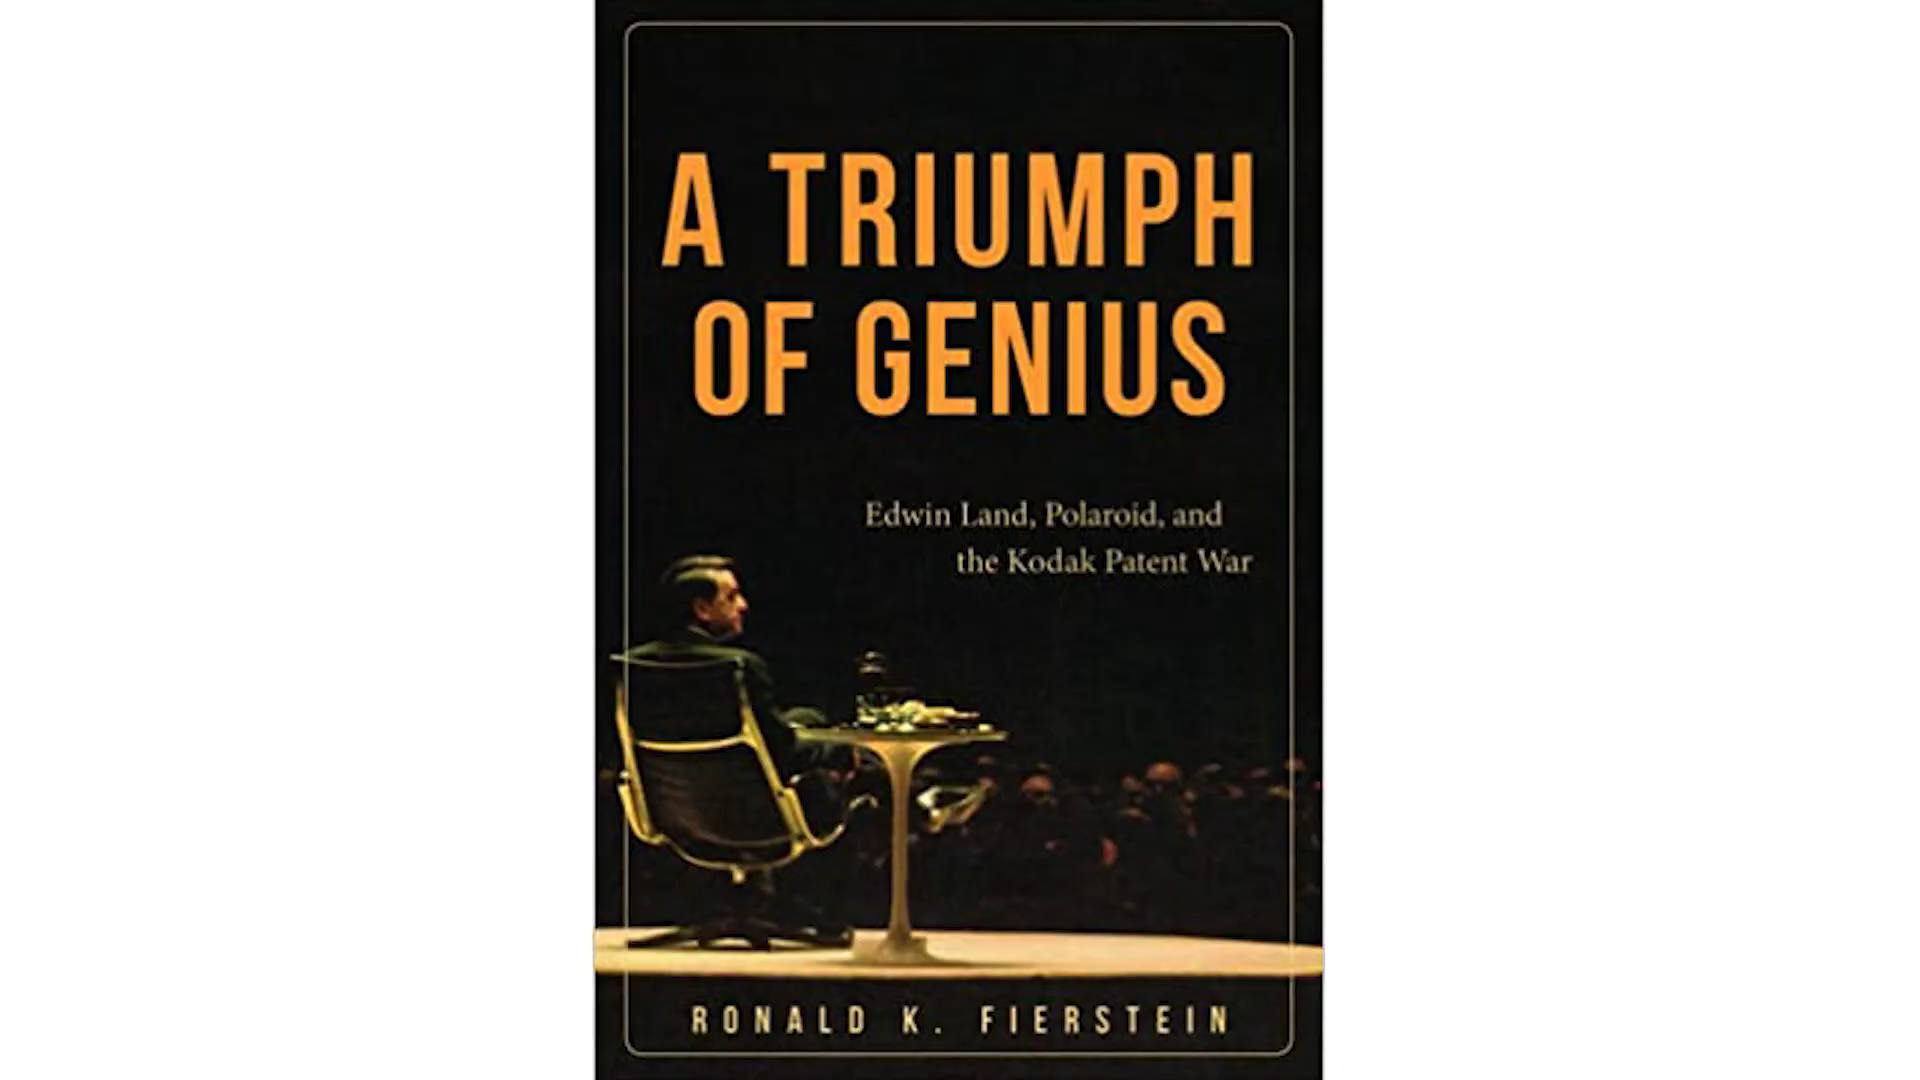 A TRIUMPH
OF GENIUS
Edwin Land, Polaroid, and
the Kodak Patent War
RONALD K. FIERSTEIN